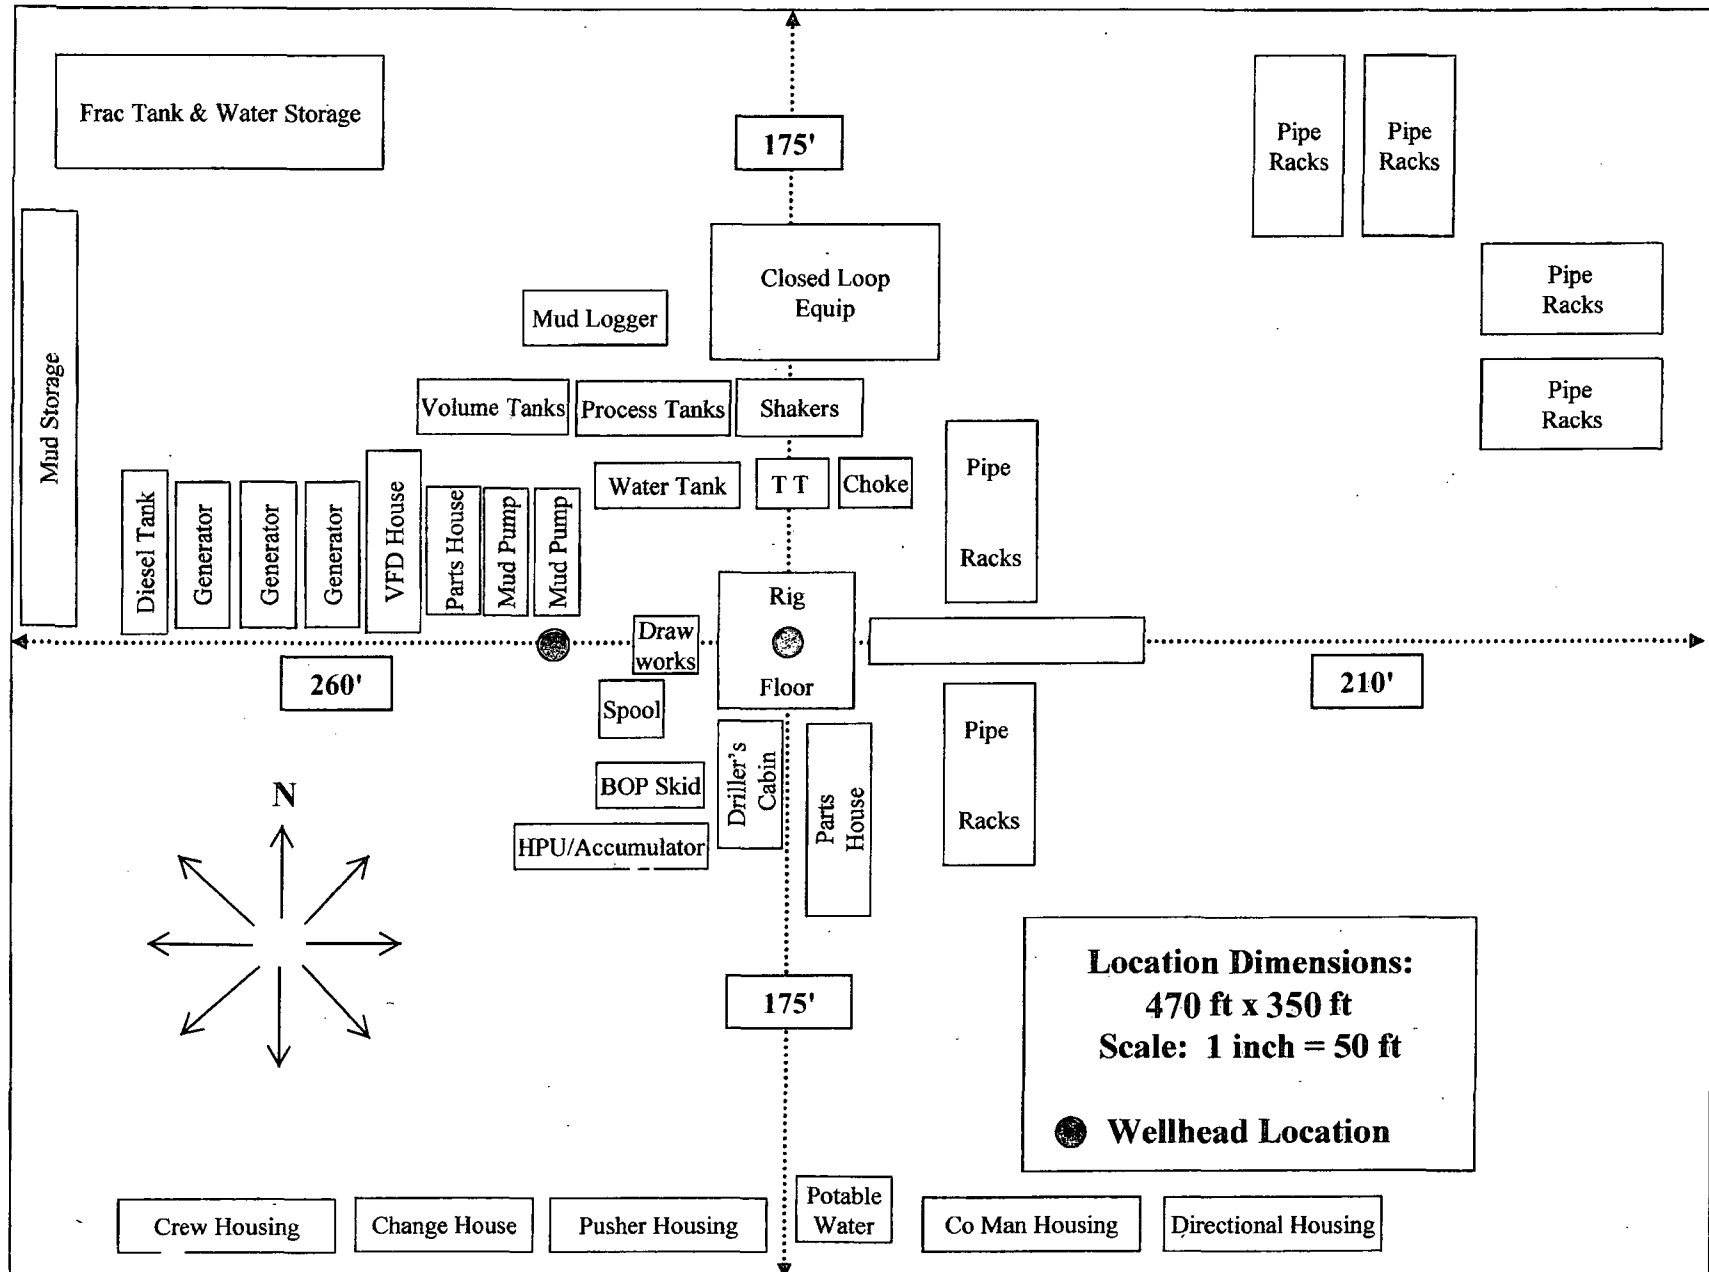 Frac Tank & Water Storage
175'
Pipe
Racks
Pipe
Racks
Closed Loop
Equip
Pipe
Racks
Mud Logger
Pipe
Racks
Mud Storage
Volume Tanks
Process Tanks
Shakers
Diesel Tank
Generator
Generator
Generator
VFD House
Parts House
Mud Pump
Mud Pump
Water Tank
T T
Choke
Pipe
Racks
Rig
Floor
Draw
works
260'
210'
Spool
Pipe
Racks
BOP Skid
Driller's
Cabin
Parts
House
HPU/Accumulator
N
175'
Location Dimensions:
470 ft x 350 ft
Scale: 1 inch = 50 ft
Wellhead Location
Crew Housing
Change House
Pusher Housing
Potable
Water
Co Man Housing
Directional Housing